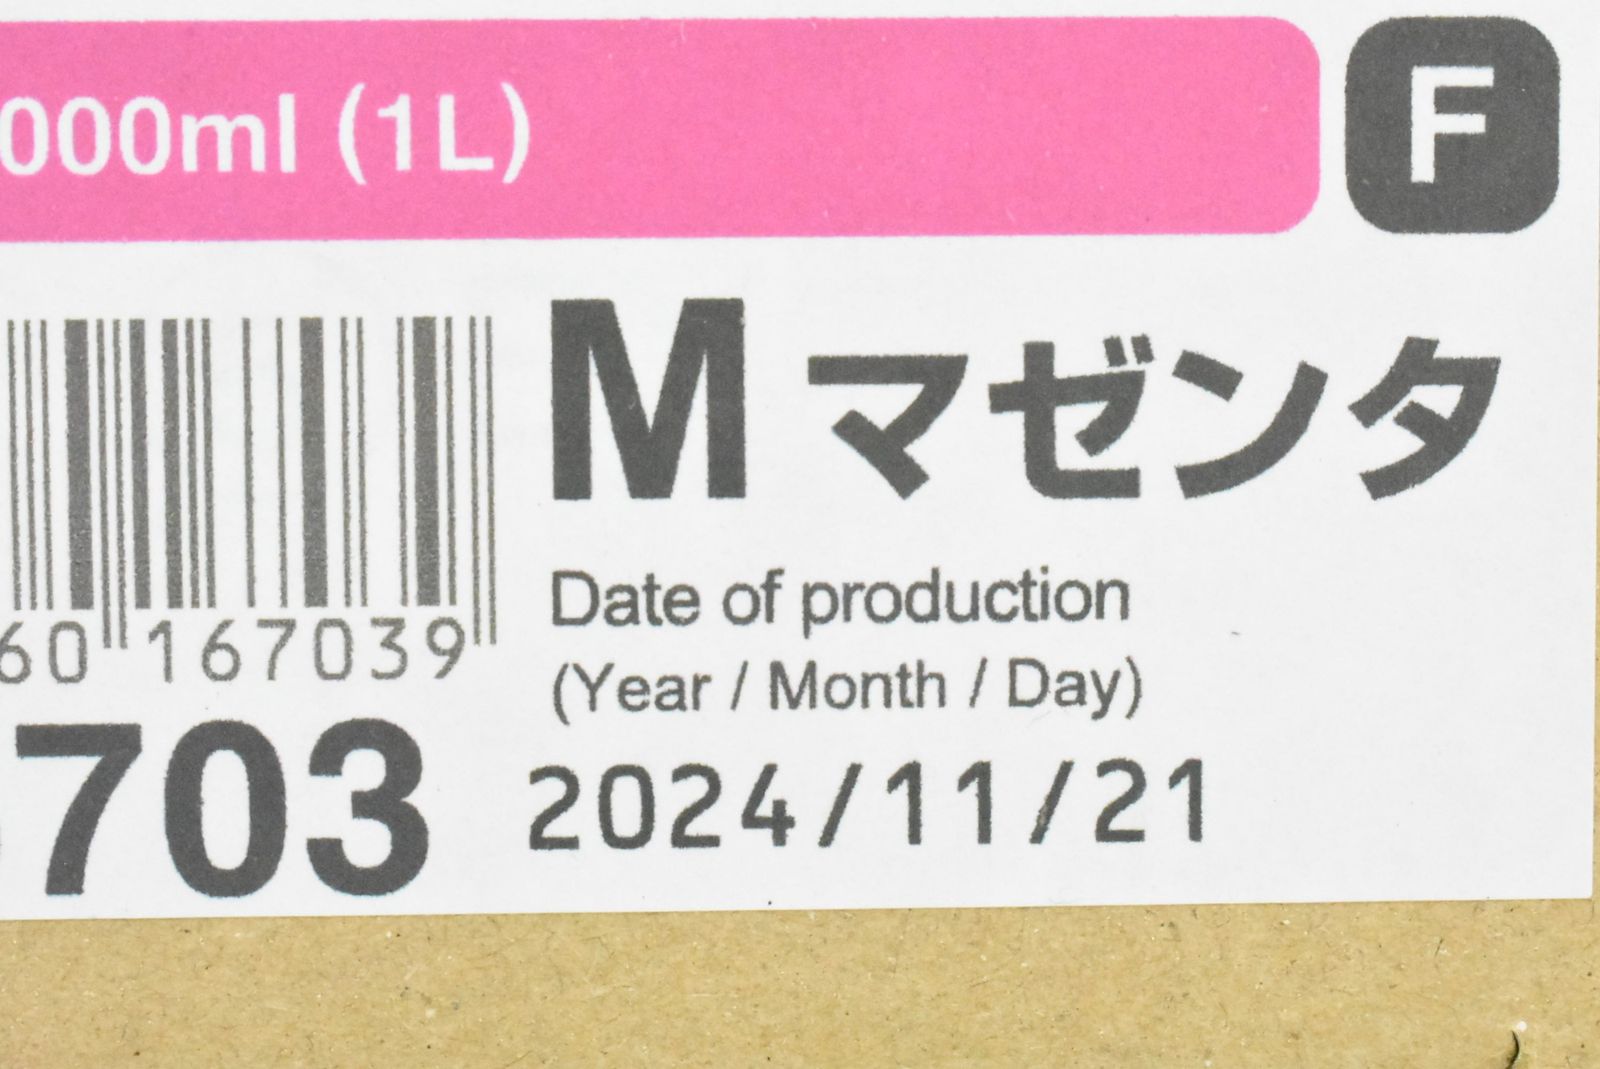 000ml (1L)
F
M マゼンタ
60 167039
703
Date of production
(Year / Month / Day)
2024/11/21